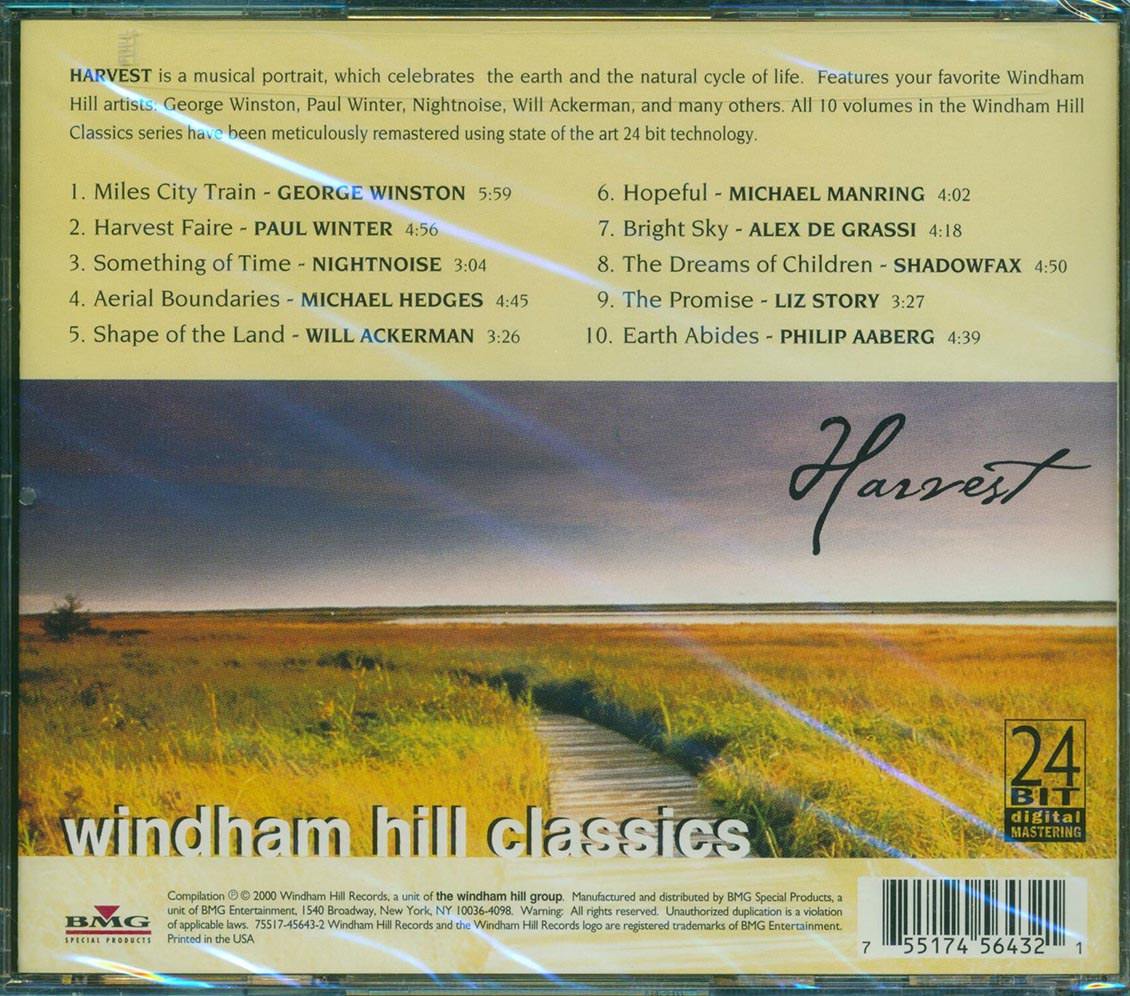 HARVEST is a musical portrait, which celebrates the earth and the natural cycle of life. Features your favorite Windham
Hill artists: George Winston, Paul Winter, Nightnoise, Will Ackerman, and many others. All 10 volumes in the Windham Hill
Classics series have been meticulously remastered using state of the art 24 bit technology.
1. Miles City Train - GEORGE WINSTON 5:59
2. Harvest Faire - PAUL WINTER 4:56
3. Something of Time - NIGHTNOISE 3:04
4. Aerial Boundaries - MICHAEL HEDGES 4:45
5. Shape of the Land - WILL ACKERMAN 3:26
6. Hopeful - MICHAEL MANRING 4:02
7. Bright Sky - ALEX DE GRASSI 4:18
8. The Dreams of Children - SHADOWFAX 4:50
9. The Promise - LIZ STORY 3:27
10. Earth Abides - PHILIP AABERG 4:39
Harvest
24
BIT
digital
MASTERING
windham hill classics
BMG
SPECIAL PRODUCTS
Compilation ℗ © 2000 Windham Hill Records, a unit of the windham hill group. Manufactured and distributed by BMG Special Products, a
unit of BMG Entertainment, 1540 Broadway, New York, NY 10036-4098. Warning: All rights reserved. Unauthorized duplication is a violation
of applicable laws. 75517-45643-2 Windham Hill Records and the Windham Hill Records logo are registered trademarks of BMG Entertainment.
Printed in the USA
7 55174 56432 1